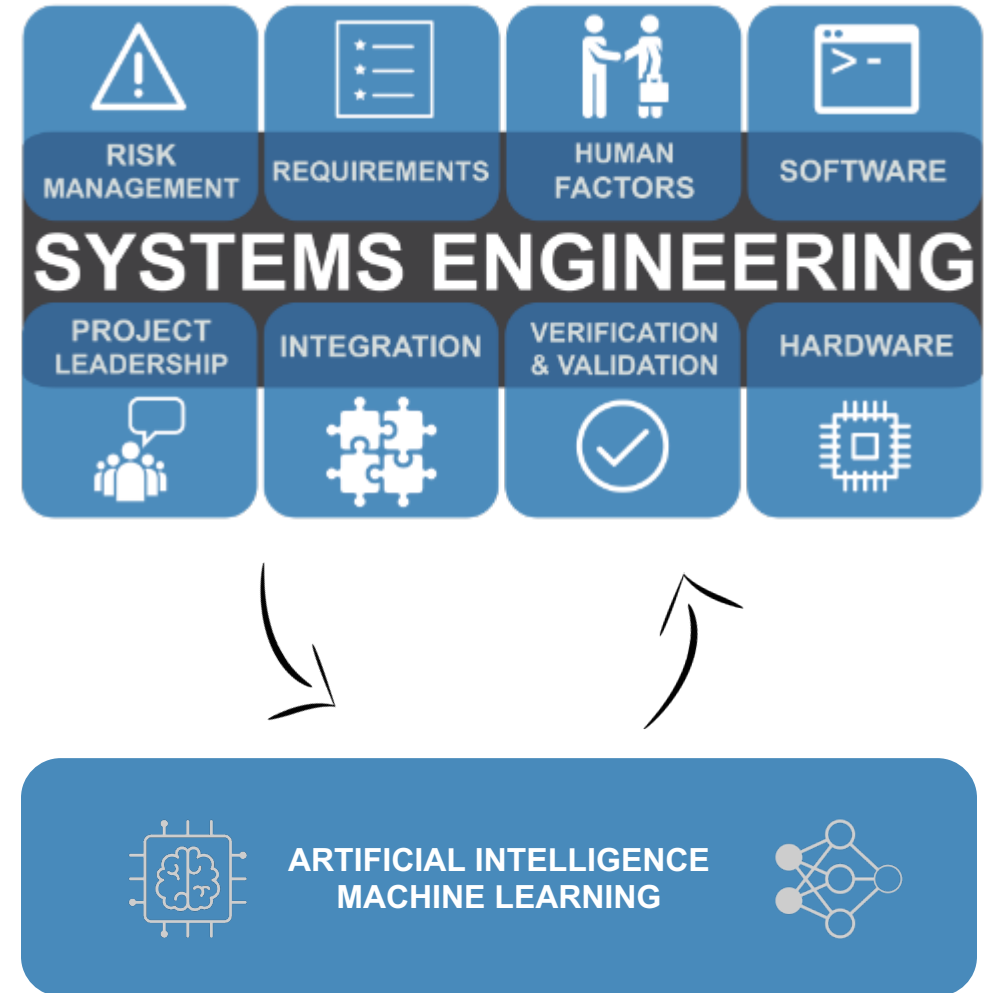 RISK
MANAGEMENT
REQUIREMENTS
HUMAN
FACTORS
SOFTWARE
SYSTEMS ENGINEERING
PROJECT
LEADERSHIP
INTEGRATION
VERIFICATION
& VALIDATION
HARDWARE
ARTIFICIAL INTELLIGENCE
MACHINE LEARNING